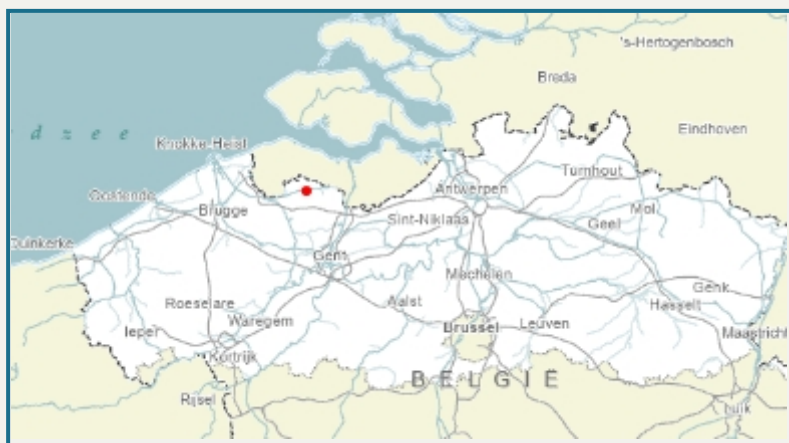 's-Hertogenbosch
Breda
Eindhoven
d z e e
Knokke-Heist
Turnhout
Antwerpen
Oostende
Brugge
Sint-Niklaas
Mol
Geel
Duinkerke
Gent
Mechelen
Genk
Roeselare
Aalst
Hasselt
Waregem
Brussel
Leuven
Ieper
Maastricht
Kortrijk
BELGIË
Rijsel
Luik